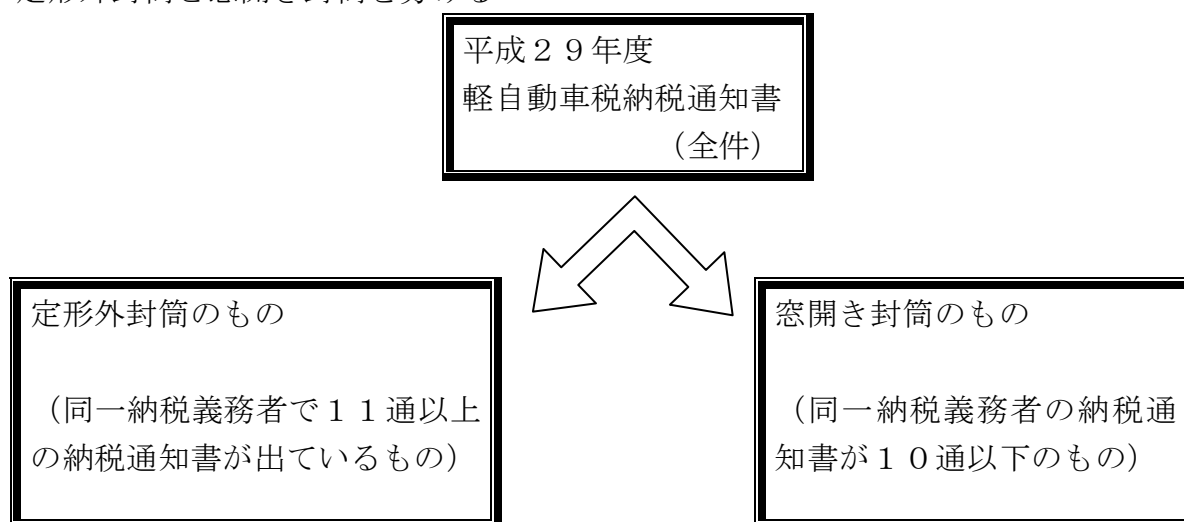 平成２９年度
軽自動車税納税通知書
（全件）
定形外封筒のもの
（同一納税義務者で１１通以上
の納税通知書が出ているもの）
窓開き封筒のもの
（同一納税義務者の納税通
知書が１０通以下のもの）